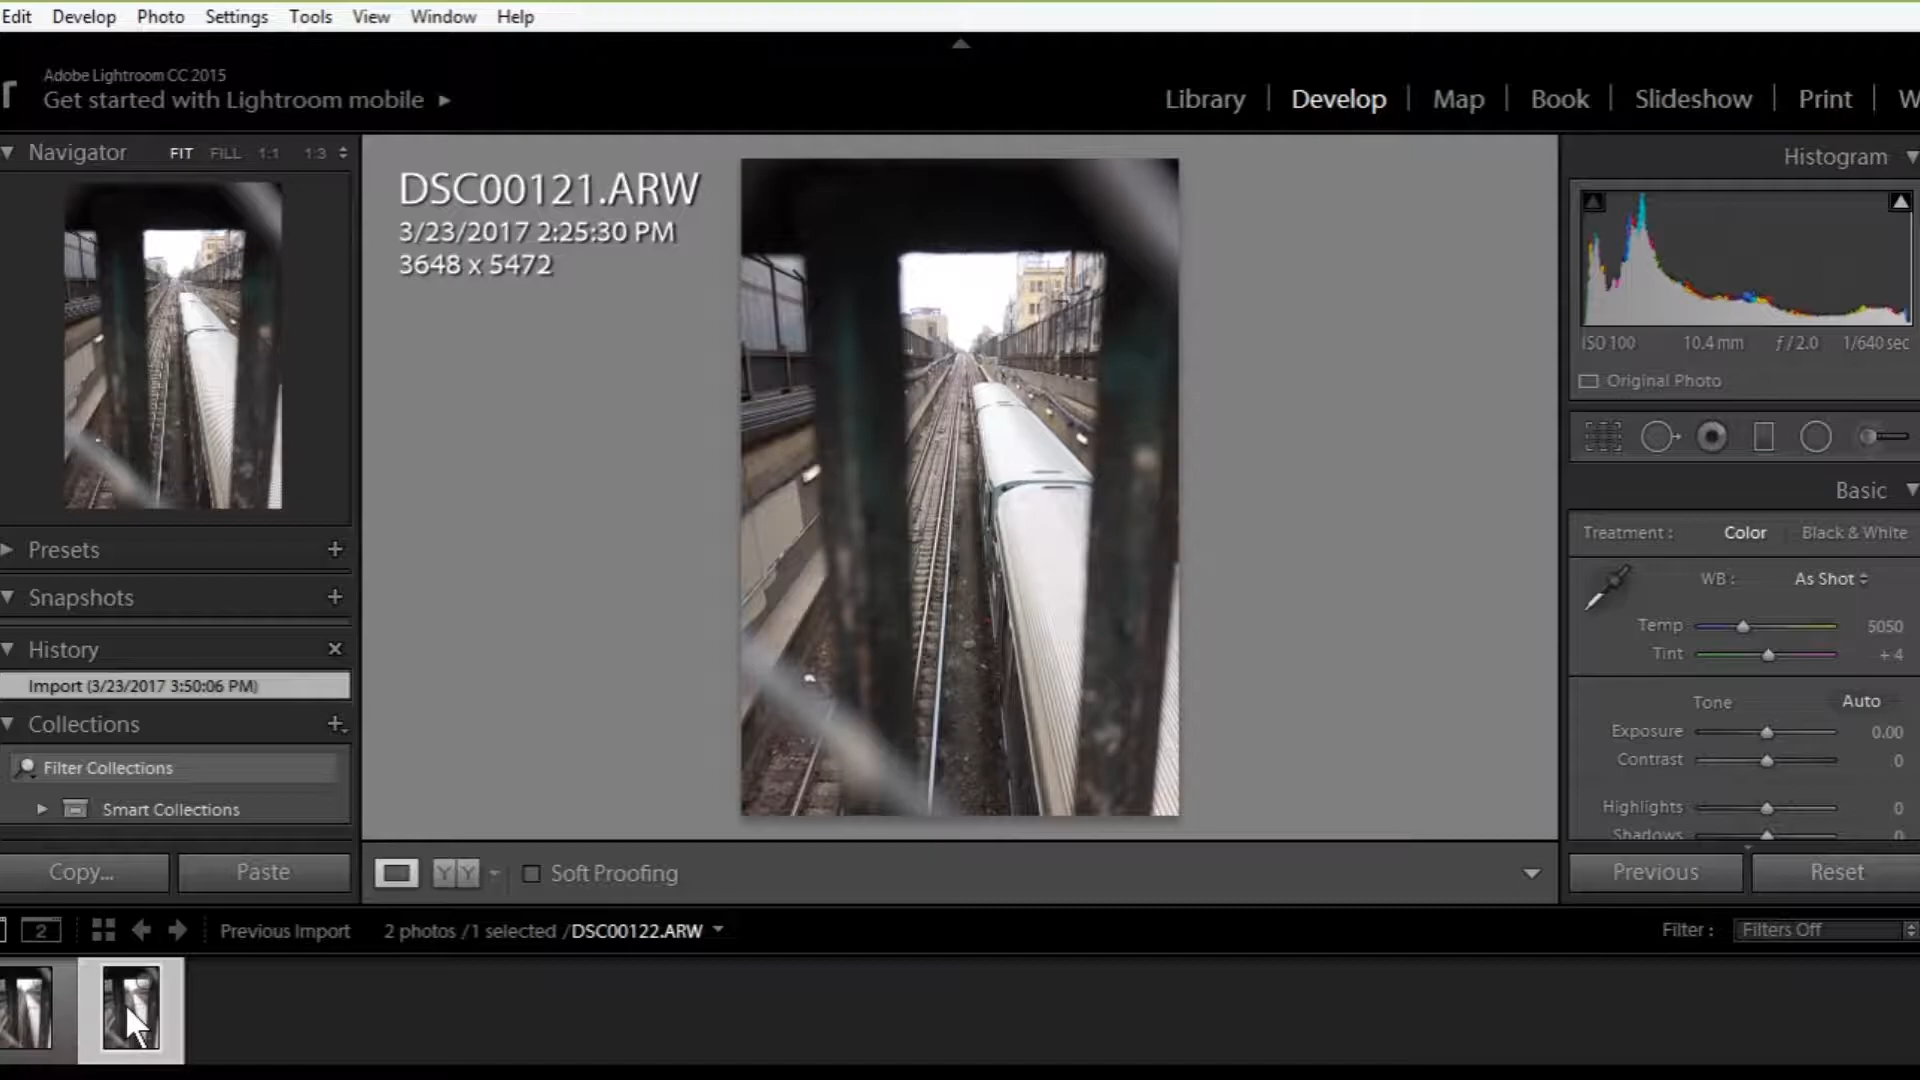 Edit Develop Photo Settings Tools View Window Help
Adobe Lightroom CC 2015
Get started with Lightroom mobile
Library | Develop | Map | Book | Slideshow | Print | W
Navigator FIT FILL 1:1 1:3
DSC00121.ARW
3/23/2017 2:25:30 PM
3648 x 5472
Histogram
ISO 100 10.4 mm ƒ / 2.0 1/640 sec
Original Photo
Basic
Treatment : Color Black & White
WB : As Shot
Temp 5050
Tint + 4
Tone Auto
Exposure 0.00
Contrast 0
Highlights 0
Shadows 0
Previous Reset
Presets
Snapshots
History
Import (3/23/2017 3:50:06 PM)
Collections
Filter Collections
Smart Collections
Copy... Paste
Y Y Soft Proofing
2 Previous Import 2 photos / 1 selected / DSC00122.ARW Filter : Filters Off